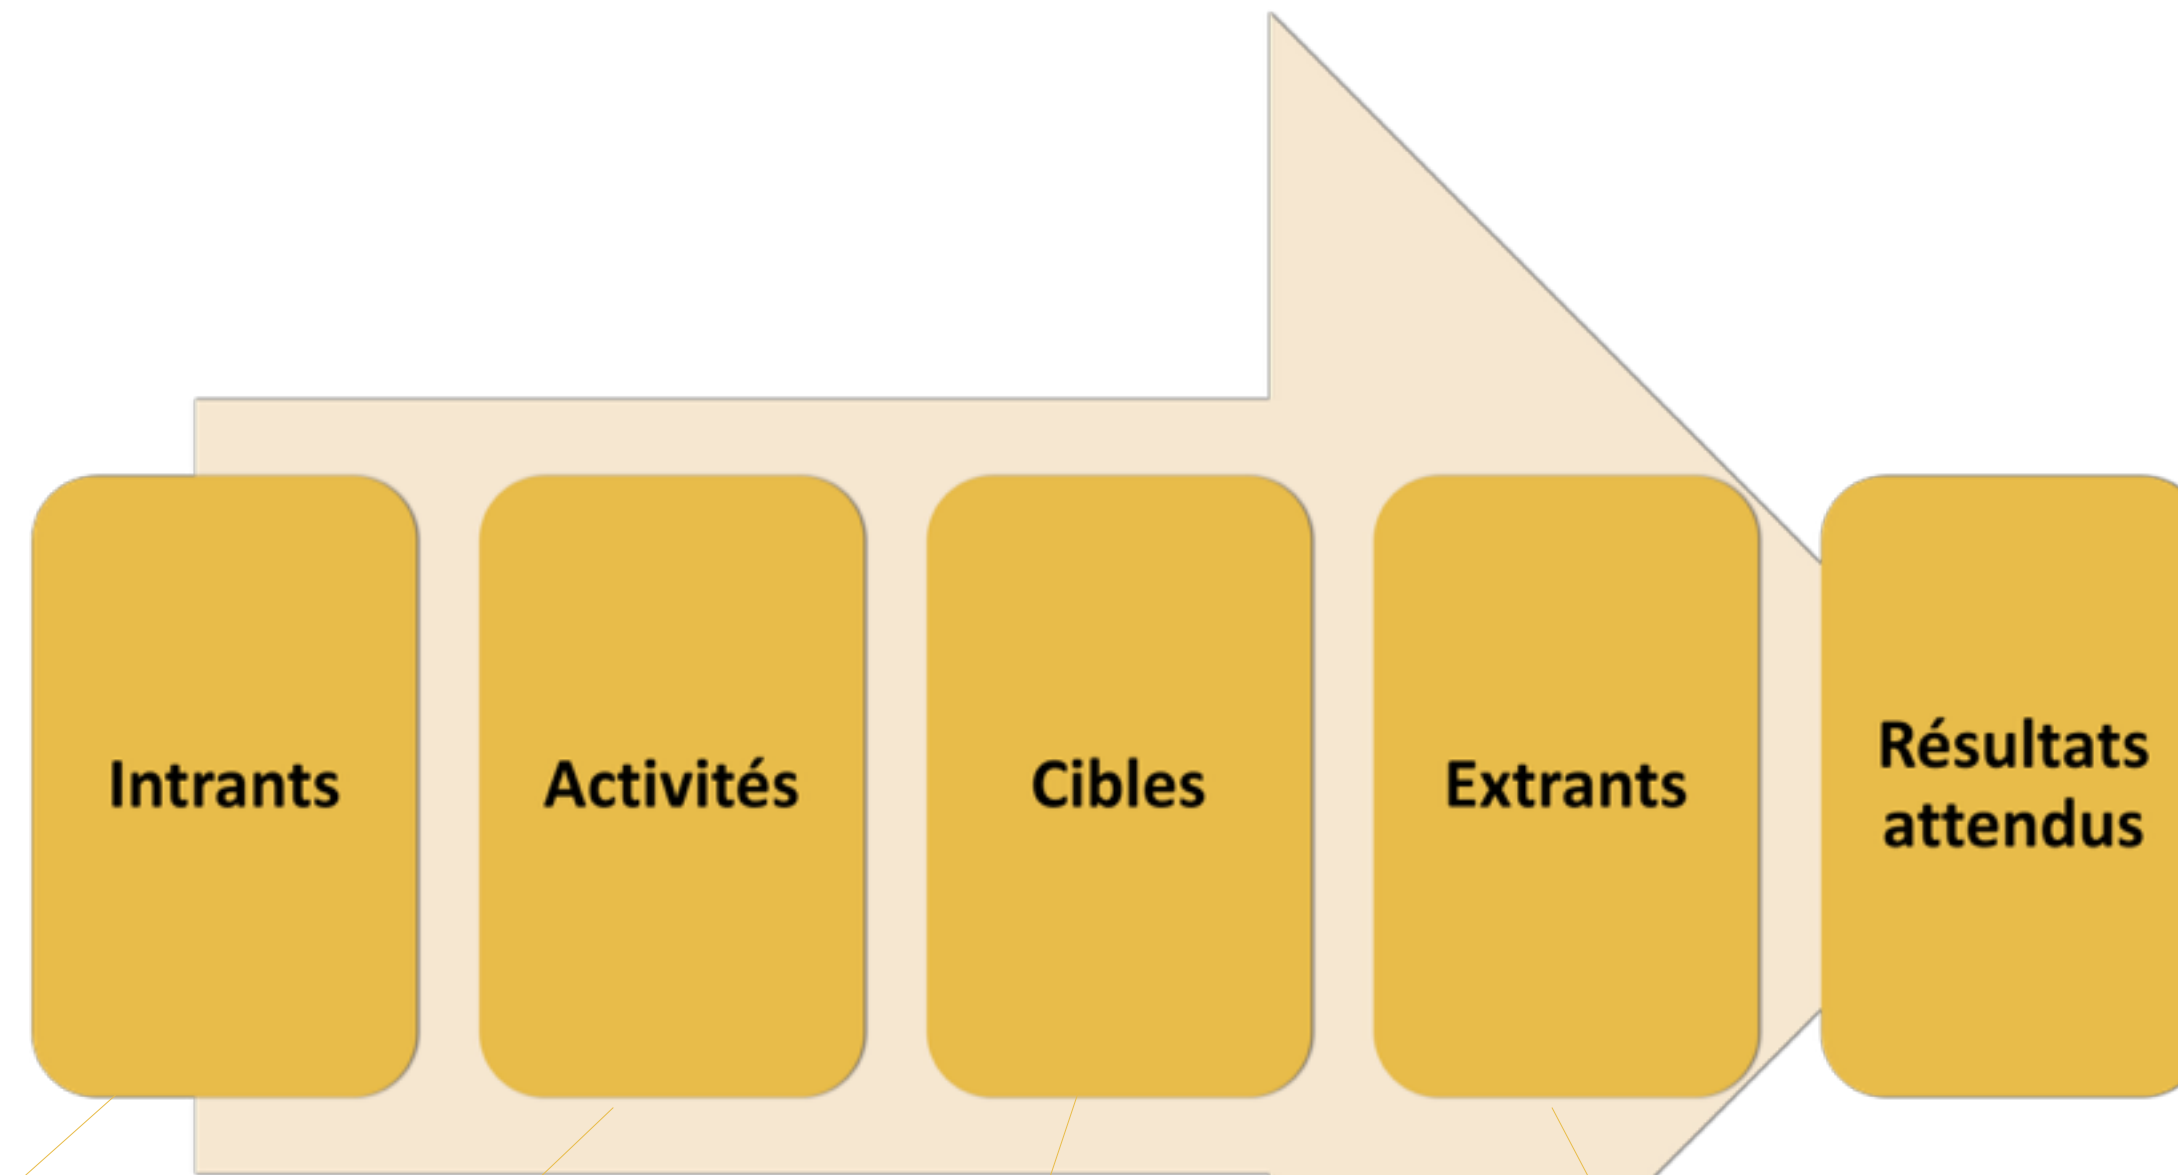 Intrants
Activités
Cibles
Extrants
Résultats
attendus